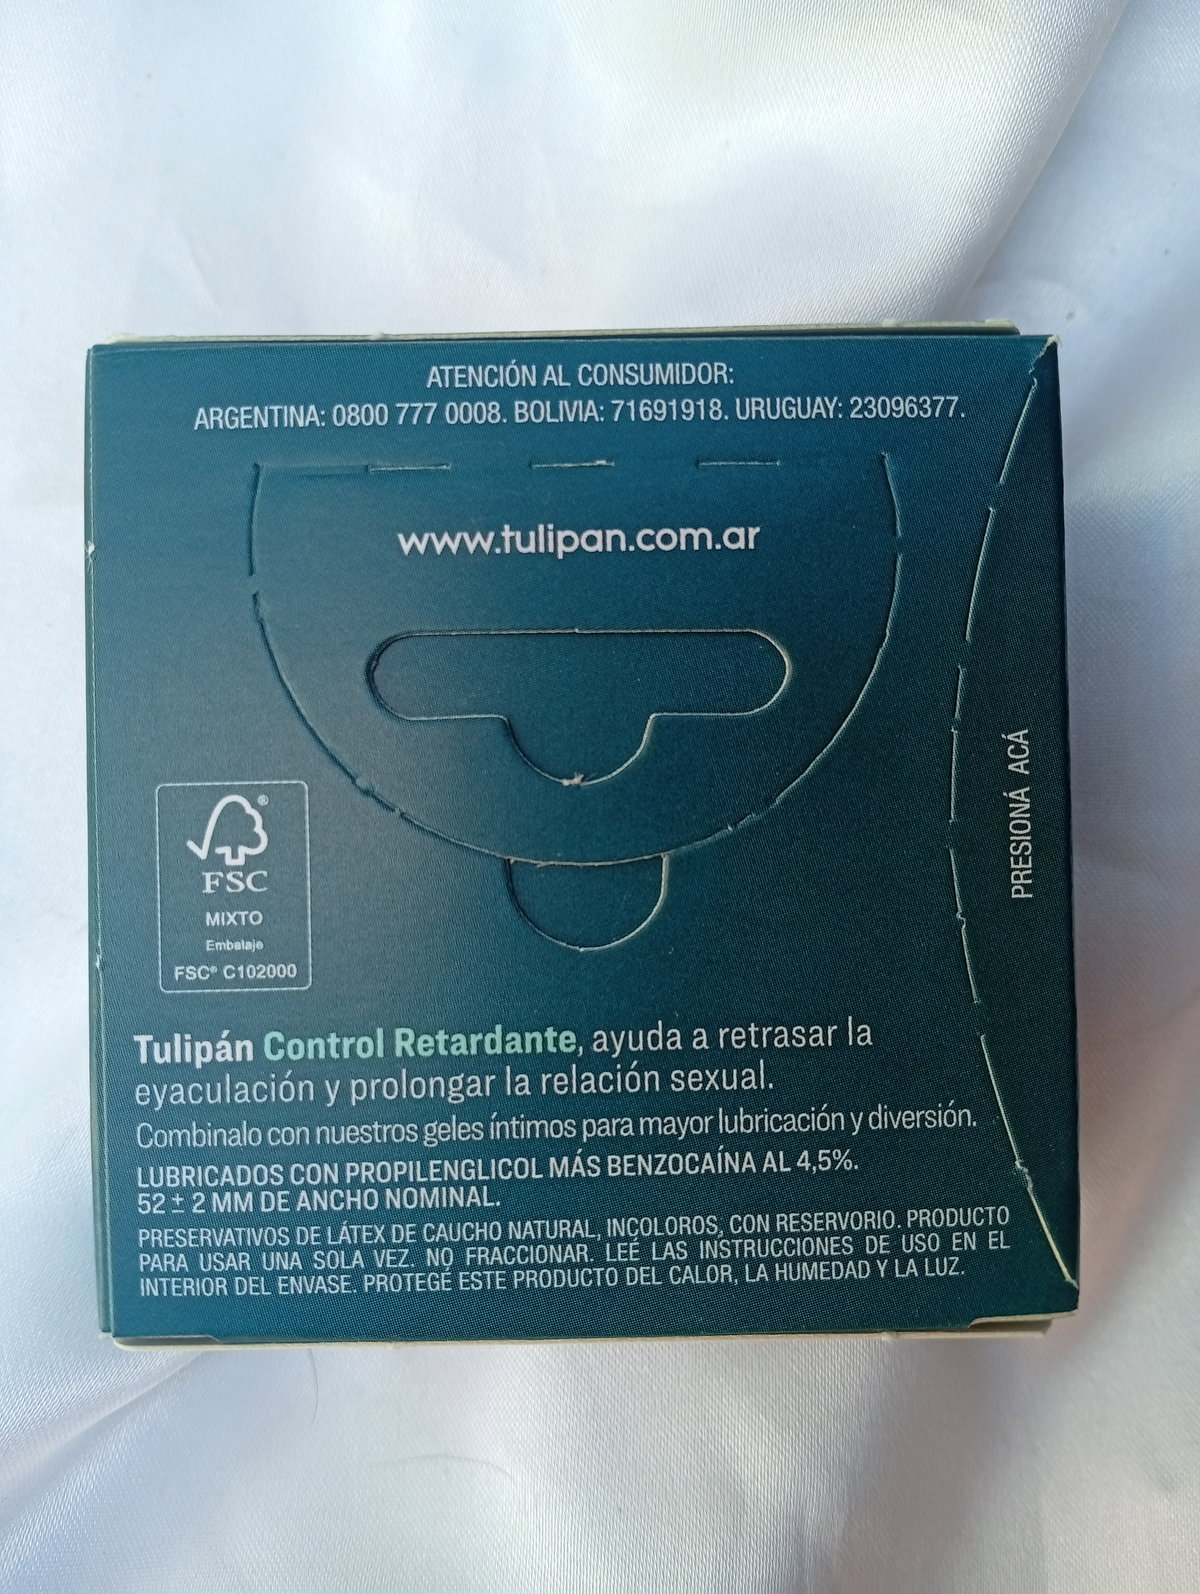 ATENCIÓN AL CONSUMIDOR:
ARGENTINA: 0800 777 0008. BOLIVIA: 71691918. URUGUAY: 23096377.
www.tulipan.com.ar
PRESIONÁ ACÁ
®
FSC
MIXTO
Embalaje
FSC® C102000
Tulipán Control Retardante, ayuda a retrasar la
eyaculación y prolongar la relación sexual.
Combinalo con nuestros geles íntimos para mayor lubricación y diversión.
LUBRICADOS CON PROPILENGLICOL MÁS BENZOCAÍNA AL 4,5%.
52 ± 2 MM DE ANCHO NOMINAL.
PRESERVATIVOS DE LÁTEX DE CAUCHO NATURAL, INCOLOROS, CON RESERVORIO. PRODUCTO
PARA USAR UNA SOLA VEZ. NO FRACCIONAR. LEÉ LAS INSTRUCCIONES DE USO EN EL
INTERIOR DEL ENVASE. PROTEGÉ ESTE PRODUCTO DEL CALOR, LA HUMEDAD Y LA LUZ.